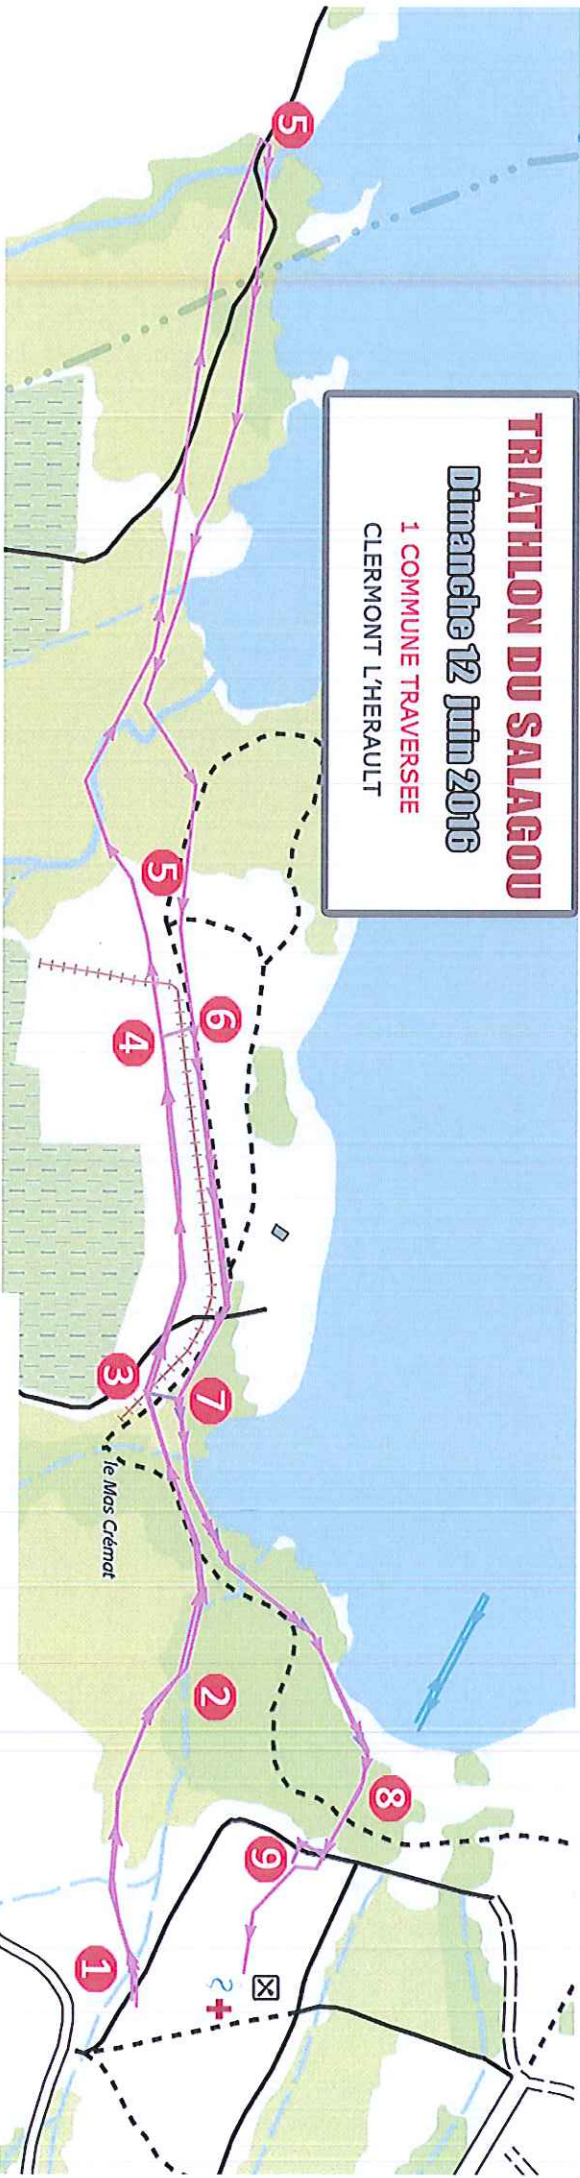 TRIATHLON DU SALAGOU
Dimanche 12 juin 2016
1 COMMUNE TRAVERSEE
CLERMONT L'HERAULT
5
5
6
4
3
7
le Mas Crémat
2
8
9
1